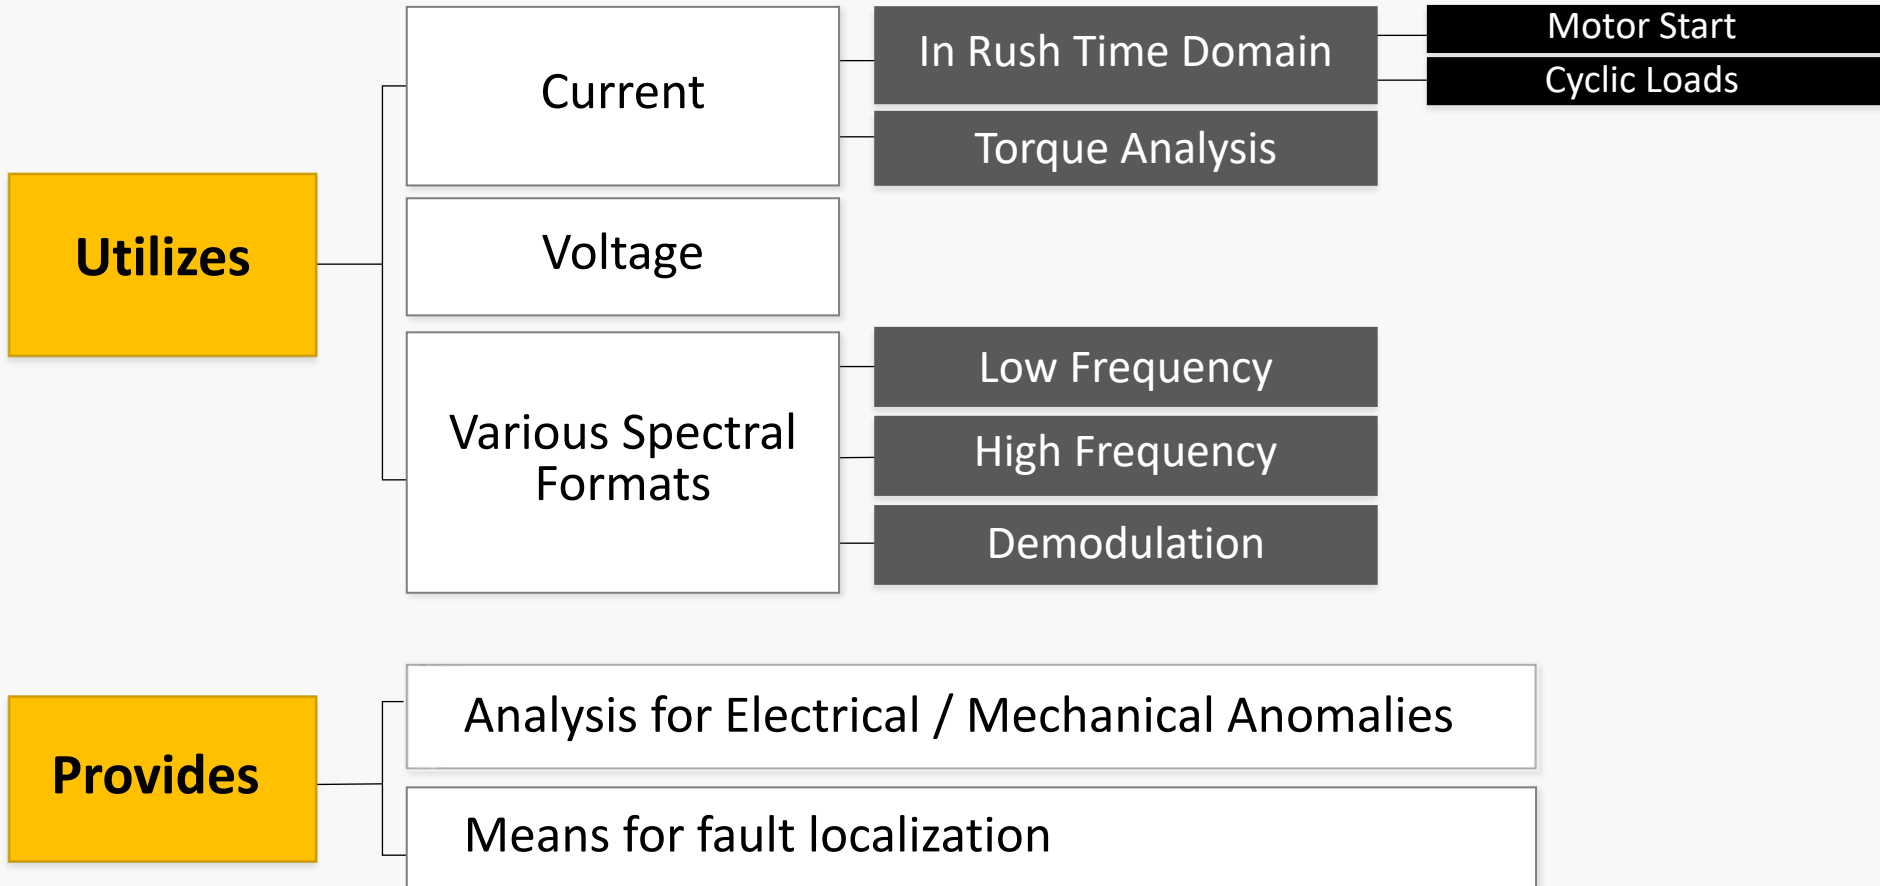 Utilizes
Current
In Rush Time Domain
Motor Start
Cyclic Loads
Torque Analysis
Voltage
Various Spectral
Formats
Low Frequency
High Frequency
Demodulation
Provides
Analysis for Electrical / Mechanical Anomalies
Means for fault localization